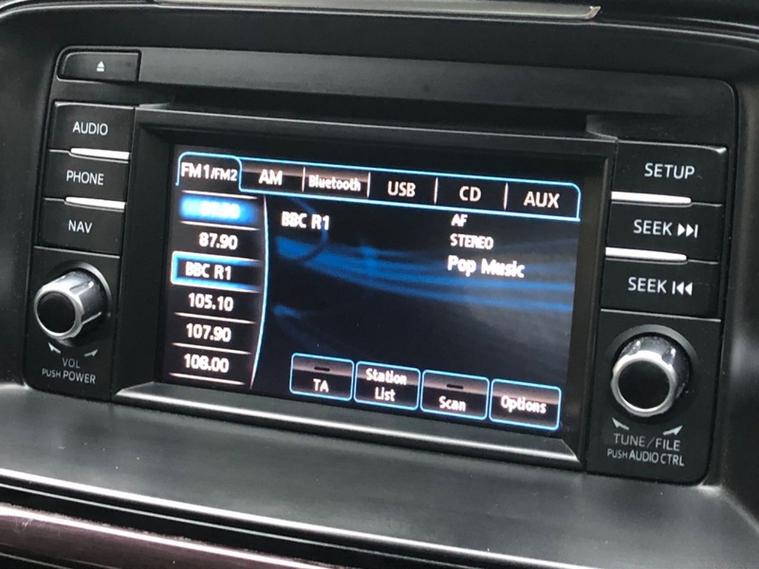 AUDIO
PHONE
NAV
VOL
PUSH POWER
FM1/FM2 AM Bluetooth USB CD AUX
87.90
BBC R1
105.10
107.90
108.00
BBC R1
AF
STEREO
Pop Music
TA
Station
List
Scan
Options
SETUP
SEEK
SEEK
TUNE/FILE
PUSH AUDIO CTRL